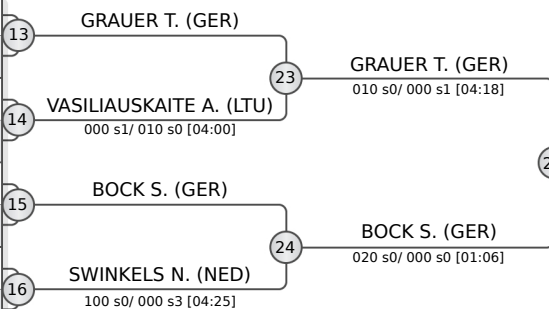 GRAUER T. (GER)
13
23
GRAUER T. (GER)
010 s0/ 000 s1 [04:18]
VASILIAUSKAITE A. (LTU)
14
000 s1/ 010 s0 [04:00]
BOCK S. (GER)
15
24
BOCK S. (GER)
020 s0/ 000 s0 [01:06]
SWINKELS N. (NED)
16
100 s0/ 000 s3 [04:25]